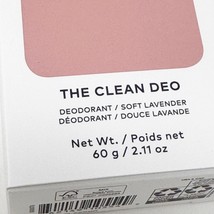 THE CLEAN DEO
DEODORANT / SOFT LAVENDER
DÉODORANT / DOUCE LAVANDE
Net Wt. / Poids net
60 g / 2.11 oz